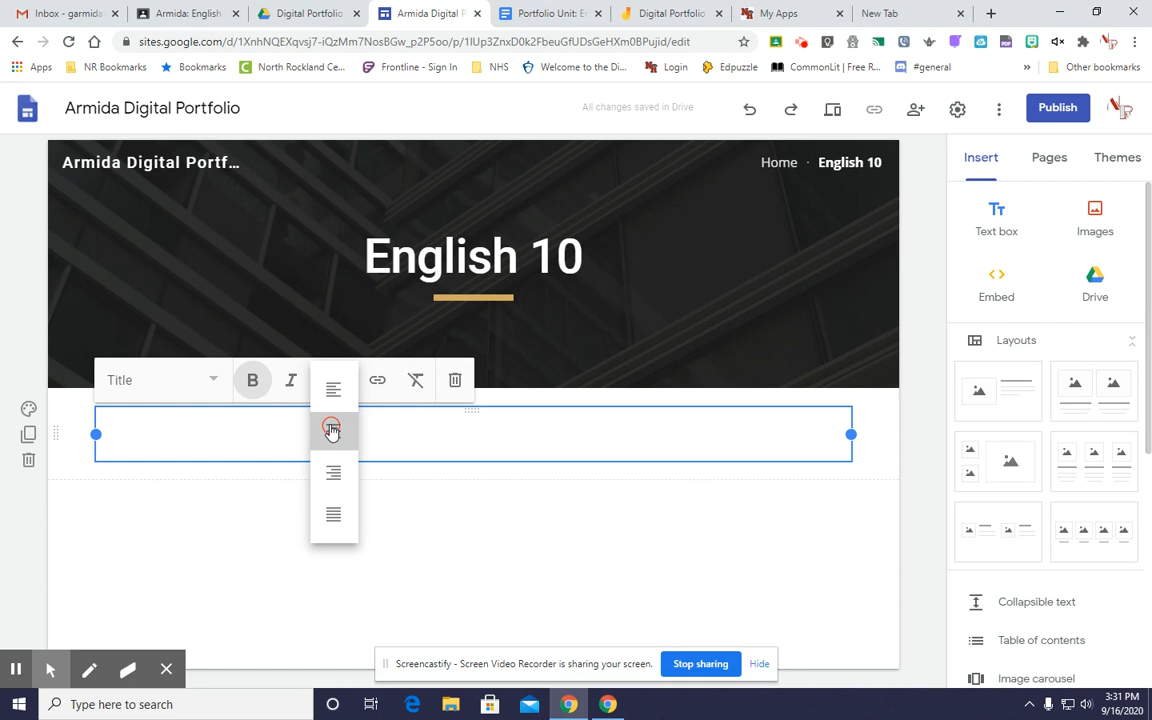 Inbox - garmida
Armida: English
Digital Portfolio
Armida Digital P
Portfolio Unit: E
Digital Portfolio
My Apps
New Tab
sites.google.com/d/1XnhNQEXqvsj7-iQzMm7NosBGw_p2P5oo/p/1IUp3ZnxD0k2FbeuGfUDsGeHXm0BPujid/edit
Apps
NR Bookmarks
Bookmarks
North Rockland Ce...
Frontline - Sign In
NHS
Welcome to the Di...
Login
Edpuzzle
CommonLit | Free R...
#general
»
Other bookmarks
Armida Digital Portfolio
All changes saved in Drive
Publish
Armida Digital Portf...
Home · English 10
Insert
Pages
Themes
English 10
Text box
Images
Embed
Drive
Layouts
Title
B
I
Collapsible text
Table of contents
Image carousel
Screencastify - Screen Video Recorder is sharing your screen.
Stop sharing
Hide
Type here to search
3:31 PM
9/16/2020